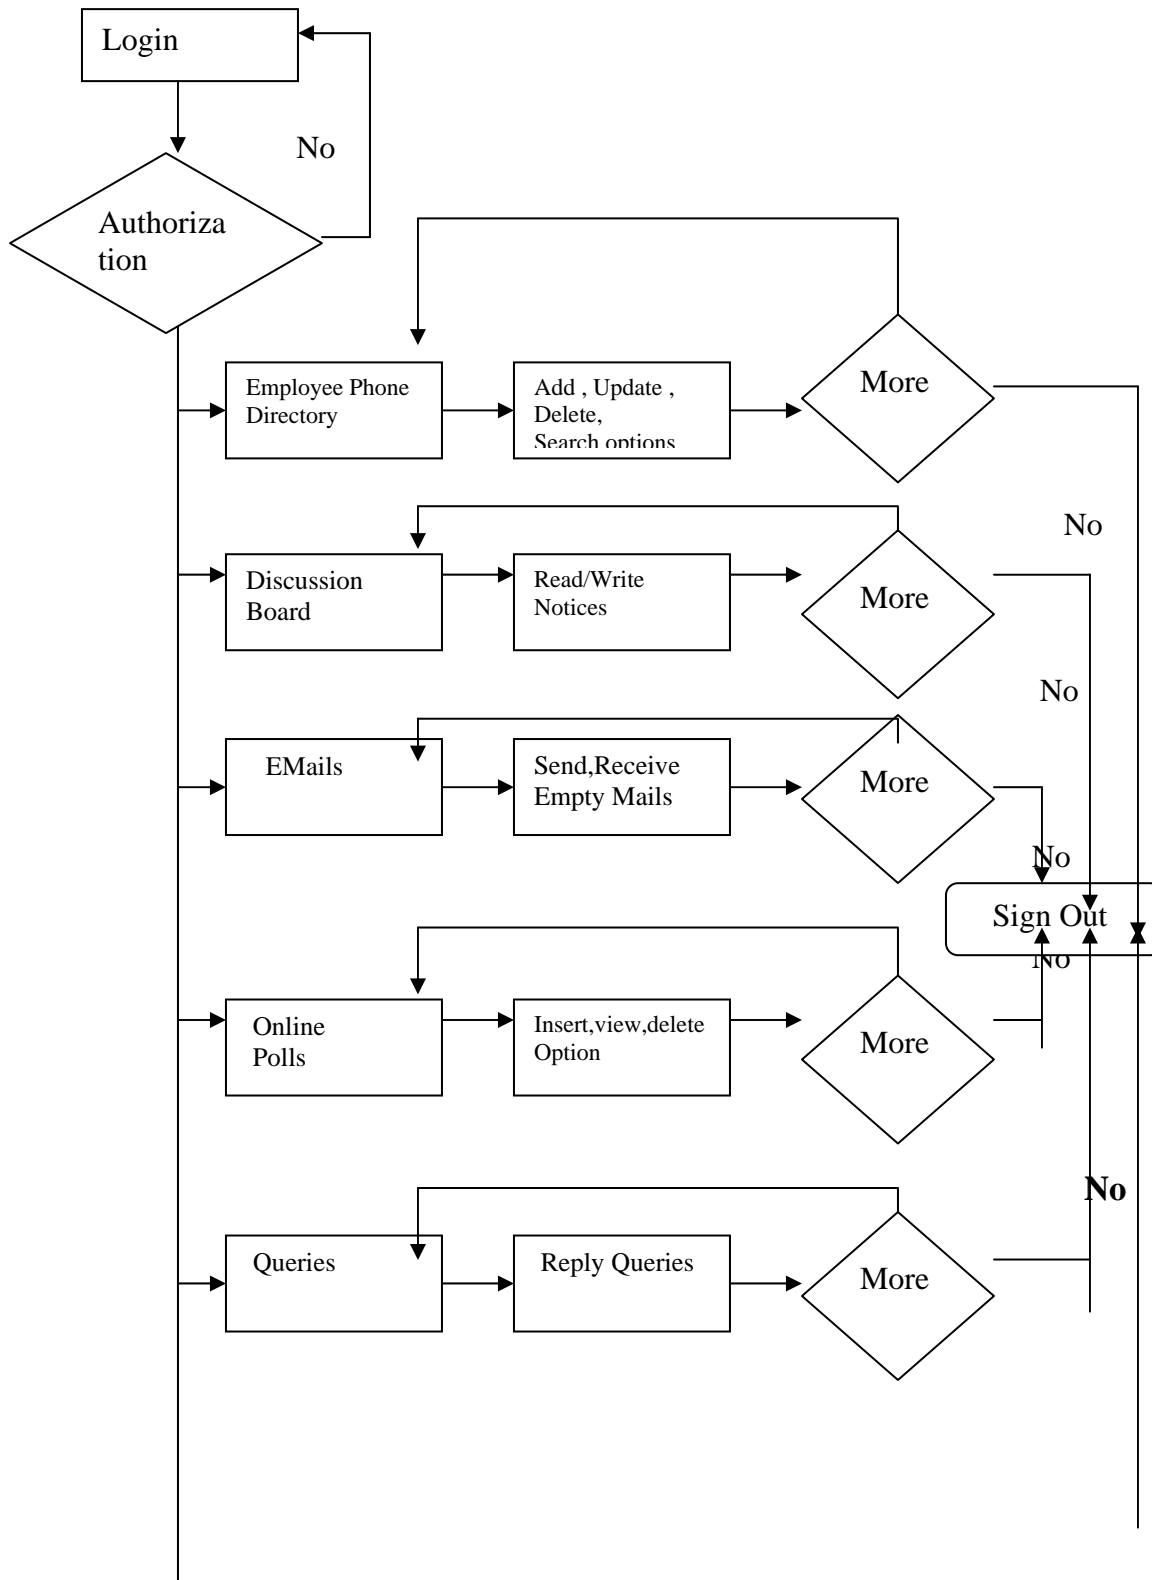 Login
No
Authoriza
tion
Employee Phone
Directory
Add , Update ,
Delete,
Search options
More
No
Discussion
Board
Read/Write
Notices
More
No
EMails
Send,Receive
Empty Mails
More
No
Sign Out
No
Online
Polls
Insert,view,delete
Option
More
No
Queries
Reply Queries
More